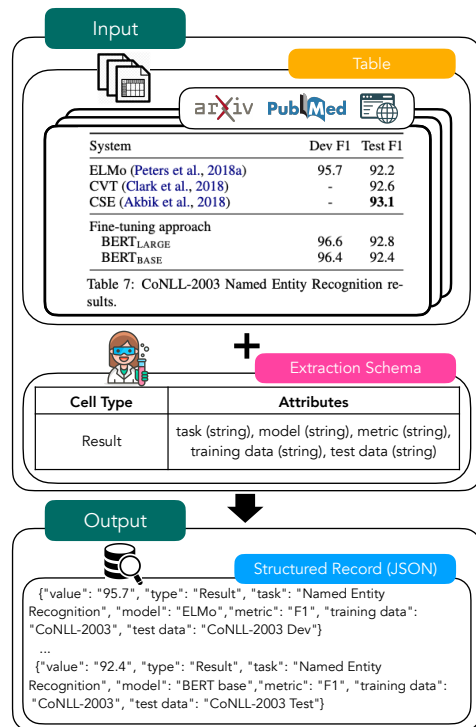 Input
Table
arXiv PubMed
System Dev F1 Test F1
ELMo (Peters et al., 2018a) 95.7 92.2
CVT (Clark et al., 2018) - 92.6
CSE (Akbik et al., 2018) - 93.1
Fine-tuning approach
BERTLARGE 96.6 92.8
BERTBASE 96.4 92.4
Table 7: CoNLL-2003 Named Entity Recognition re-
sults.
+
Extraction Schema
Cell Type Attributes
Result task (string), model (string), metric (string),
training data (string), test data (string)
Output
Structured Record (JSON)
{"value": "95.7", "type": "Result", "task": "Named Entity
Recognition", "model": "ELMo","metric": "F1", "training data":
"CoNLL-2003", "test data": "CoNLL-2003 Dev"}
...
{"value": "92.4", "type": "Result", "task": "Named Entity
Recognition", "model": "BERT base","metric": "F1", "training data":
"CoNLL-2003", "test data": "CoNLL-2003 Test"}